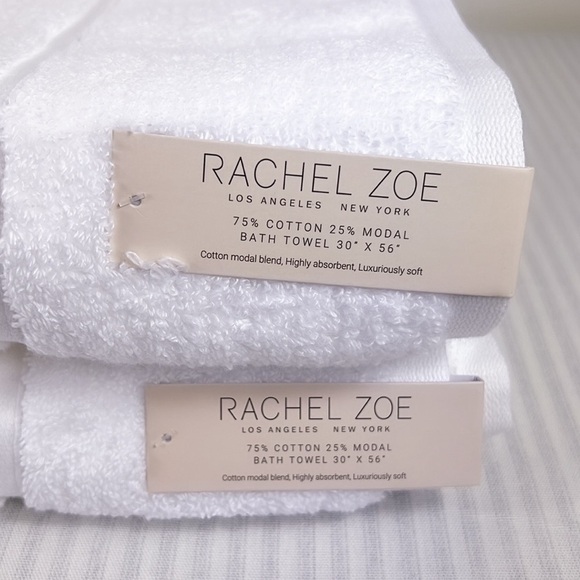 RACHEL ZOE
LOS ANGELES NEW YORK
75% COTTON 25% MODAL
BATH TOWEL 30" X 56"
Cotton modal blend, Highly absorbent, Luxuriously soft
RACHEL ZOE
LOS ANGELES NEW YORK
75% COTTON 25% MODAL
BATH TOWEL 30" X 56"
Cotton modal blend, Highly absorbent, Luxuriously soft